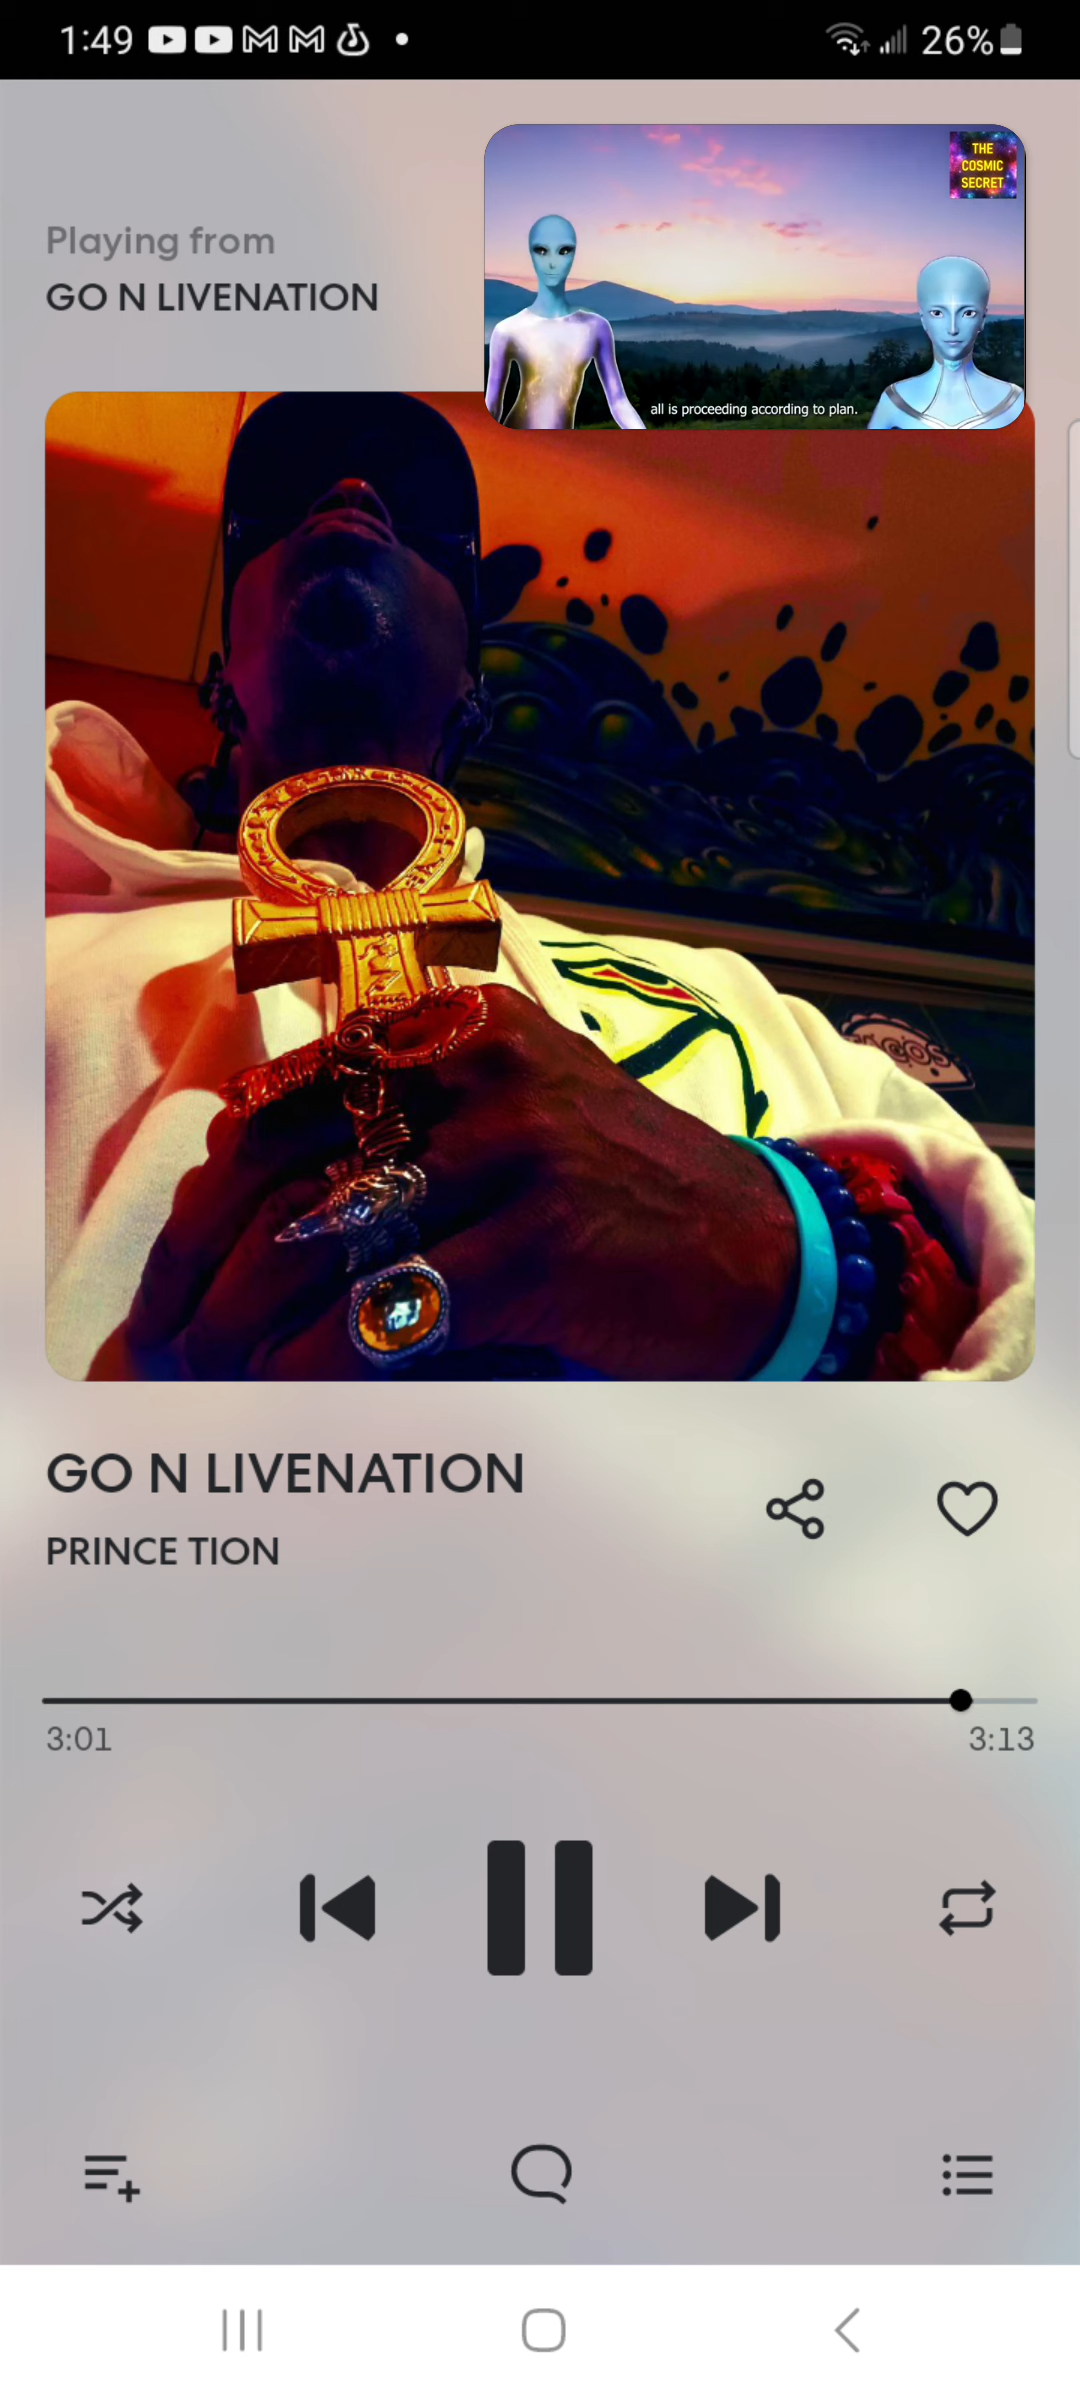 1:49
26%
THE
COSMIC
SECRET
Playing from
GO N LIVENATION
all is proceeding according to plan.
GO N LIVENATION
PRINCE TION
3:01
3:13